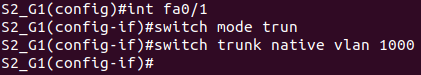 S2_G1(config)#int fa0/1
S2_G1(config-if)#switch mode trun
S2_G1(config-if)#switch trunk native vlan 1000
S2_G1(config-if)#